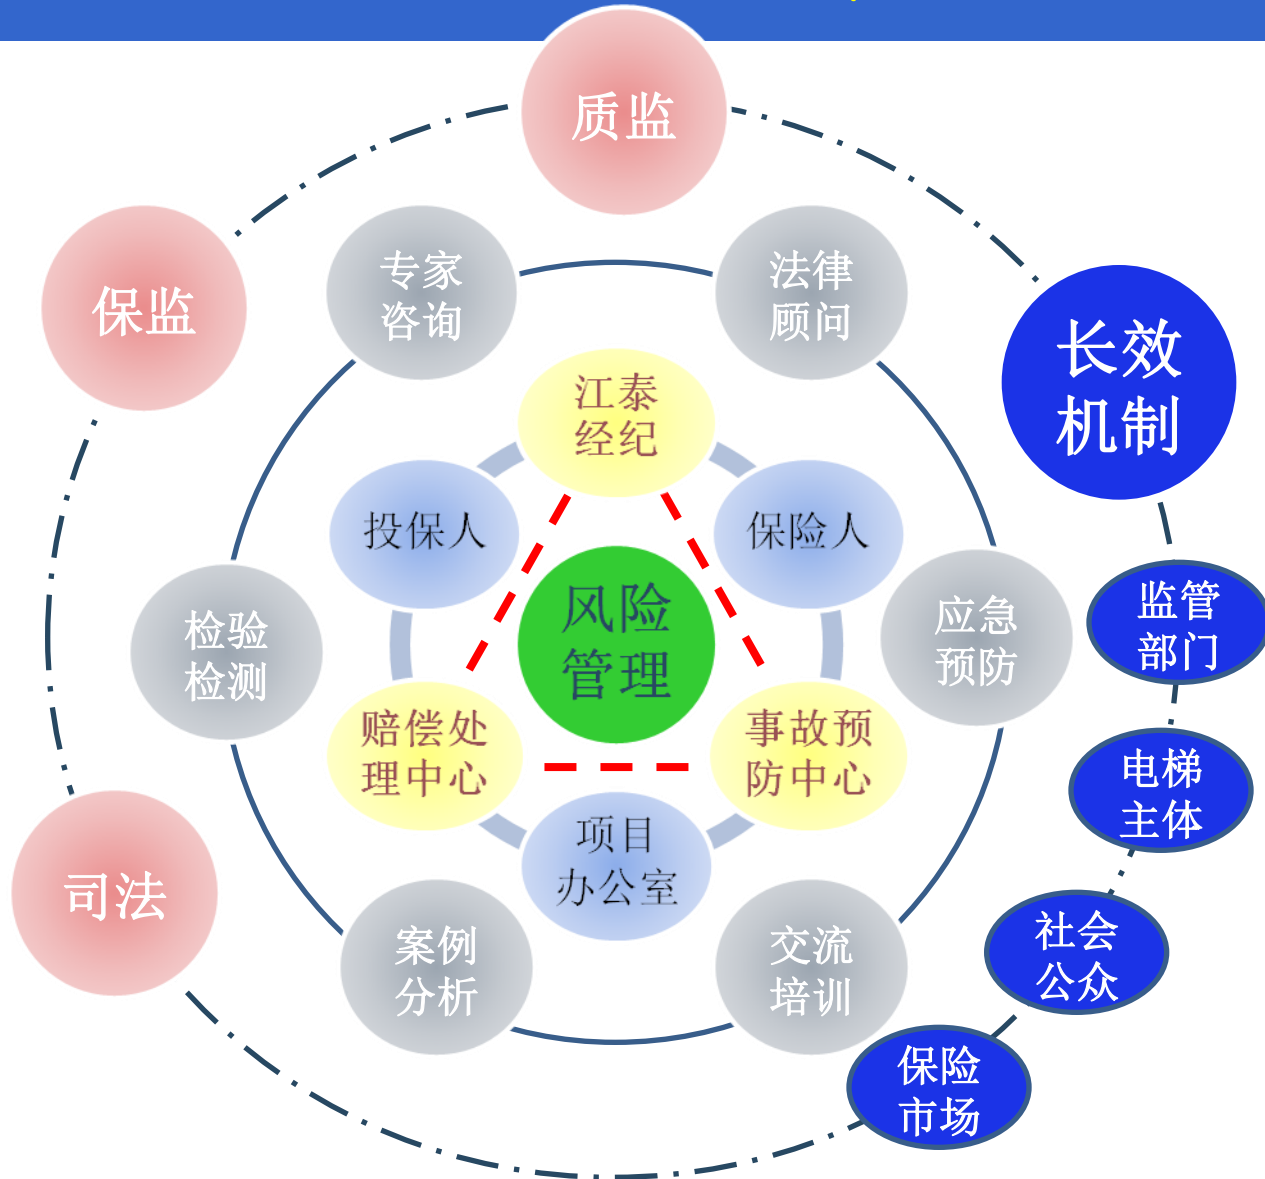 质监
保监
专家
咨询
法律
顾问
长效
机制
江泰
经纪
投保人
保险人
风险
管理
检验
检测
应急
预防
监管
部门
赔偿处
理中心
事故预
防中心
电梯
主体
项目
办公室
司法
案例
分析
交流
培训
社会
公众
保险
市场